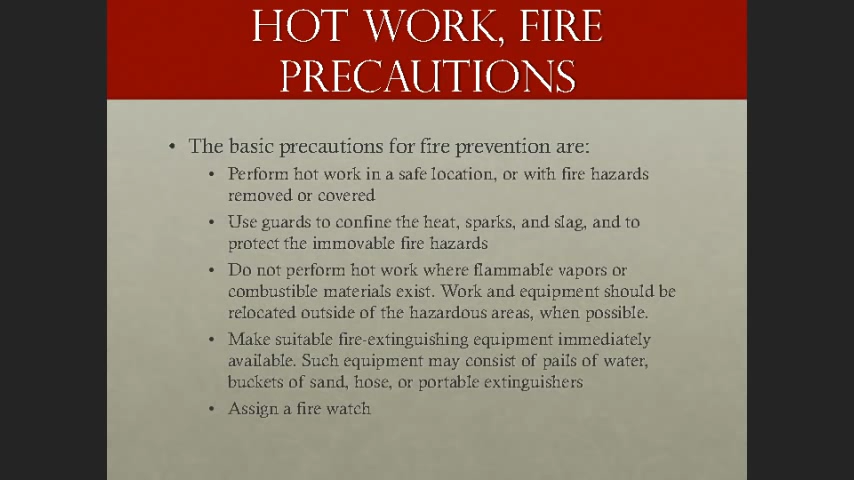 HOT WORK, FIRE
PRECAUTIONS
• The basic precautions for fire prevention are:
• Perform hot work in a safe location, or with fire hazards
removed or covered
• Use guards to confine the heat, sparks, and slag, and to
protect the immovable fire hazards
• Do not perform hot work where flammable vapors or
combustible materials exist. Work and equipment should be
relocated outside of the hazardous areas, when possible.
• Make suitable fire-extinguishing equipment immediately
available. Such equipment may consist of pails of water,
buckets of sand, hose, or portable extinguishers
• Assign a fire watch